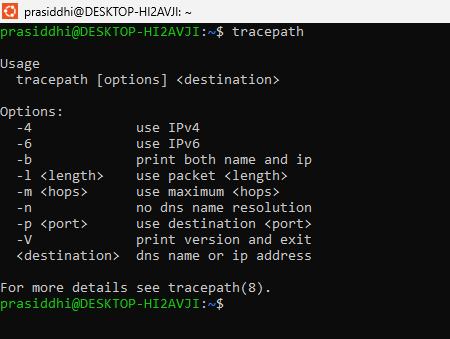 prasiddhi@DESKTOP-HI2AVJI: ~
prasiddhi@DESKTOP-HI2AVJI:~$ tracepath
Usage
tracepath [options] <destination>
Options:
-4 use IPv4
-6 use IPv6
-b print both name and ip
-l <length> use packet <length>
-m <hops> use maximum <hops>
-n no dns name resolution
-p <port> use destination <port>
-V print version and exit
<destination> dns name or ip address
For more details see tracepath(8).
prasiddhi@DESKTOP-HI2AVJI:~$